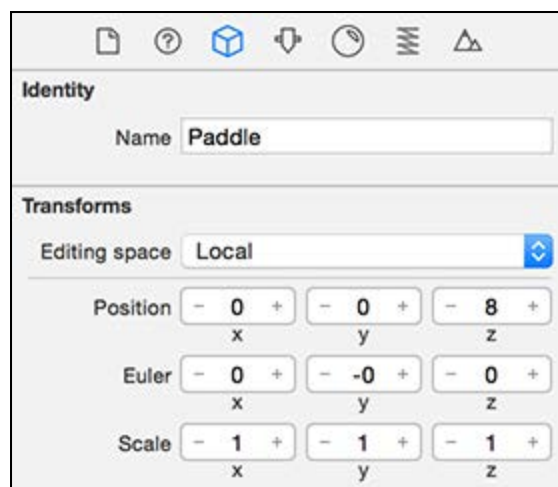 Identity
Name Paddle
Transforms
Editing space Local
Position - 0 + - 0 + - 8 +
x y z
Euler - 0 + - -0 + - 0 +
x y z
Scale - 1 + - 1 + - 1 +
x y z